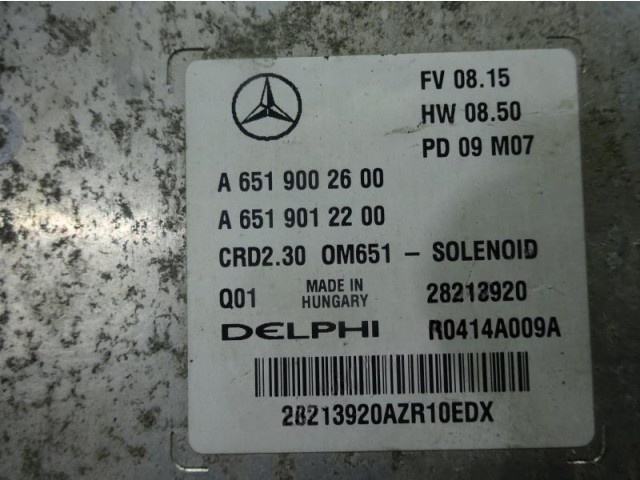 FV 08.15
HW 08.50
PD 09 M07
A 651 900 26 00
A 651 901 22 00
CRD2.30 OM651 – SOLENOID
Q01 MADE IN HUNGARY 28213920
DELPHI R0414A009A
28213920AZR10EDX